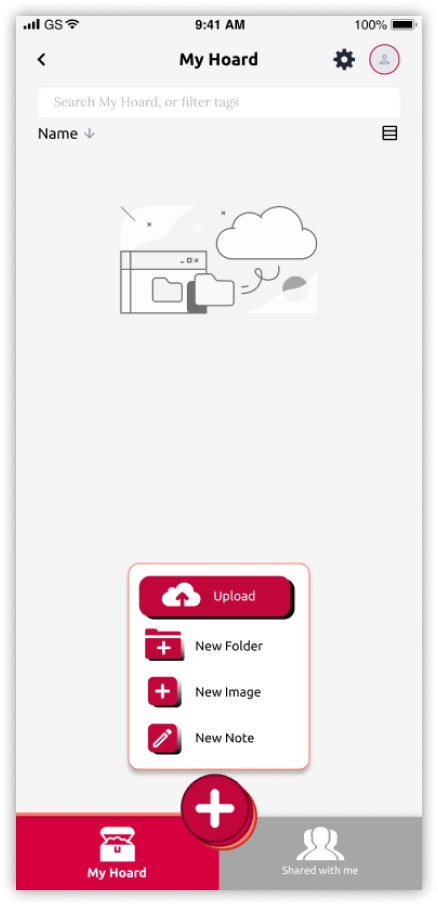 GS 9:41 AM 100%
My Hoard
Search My Hoard, or filter tags
Name
Upload
New Folder
New Image
New Note
My Hoard
Shared with me